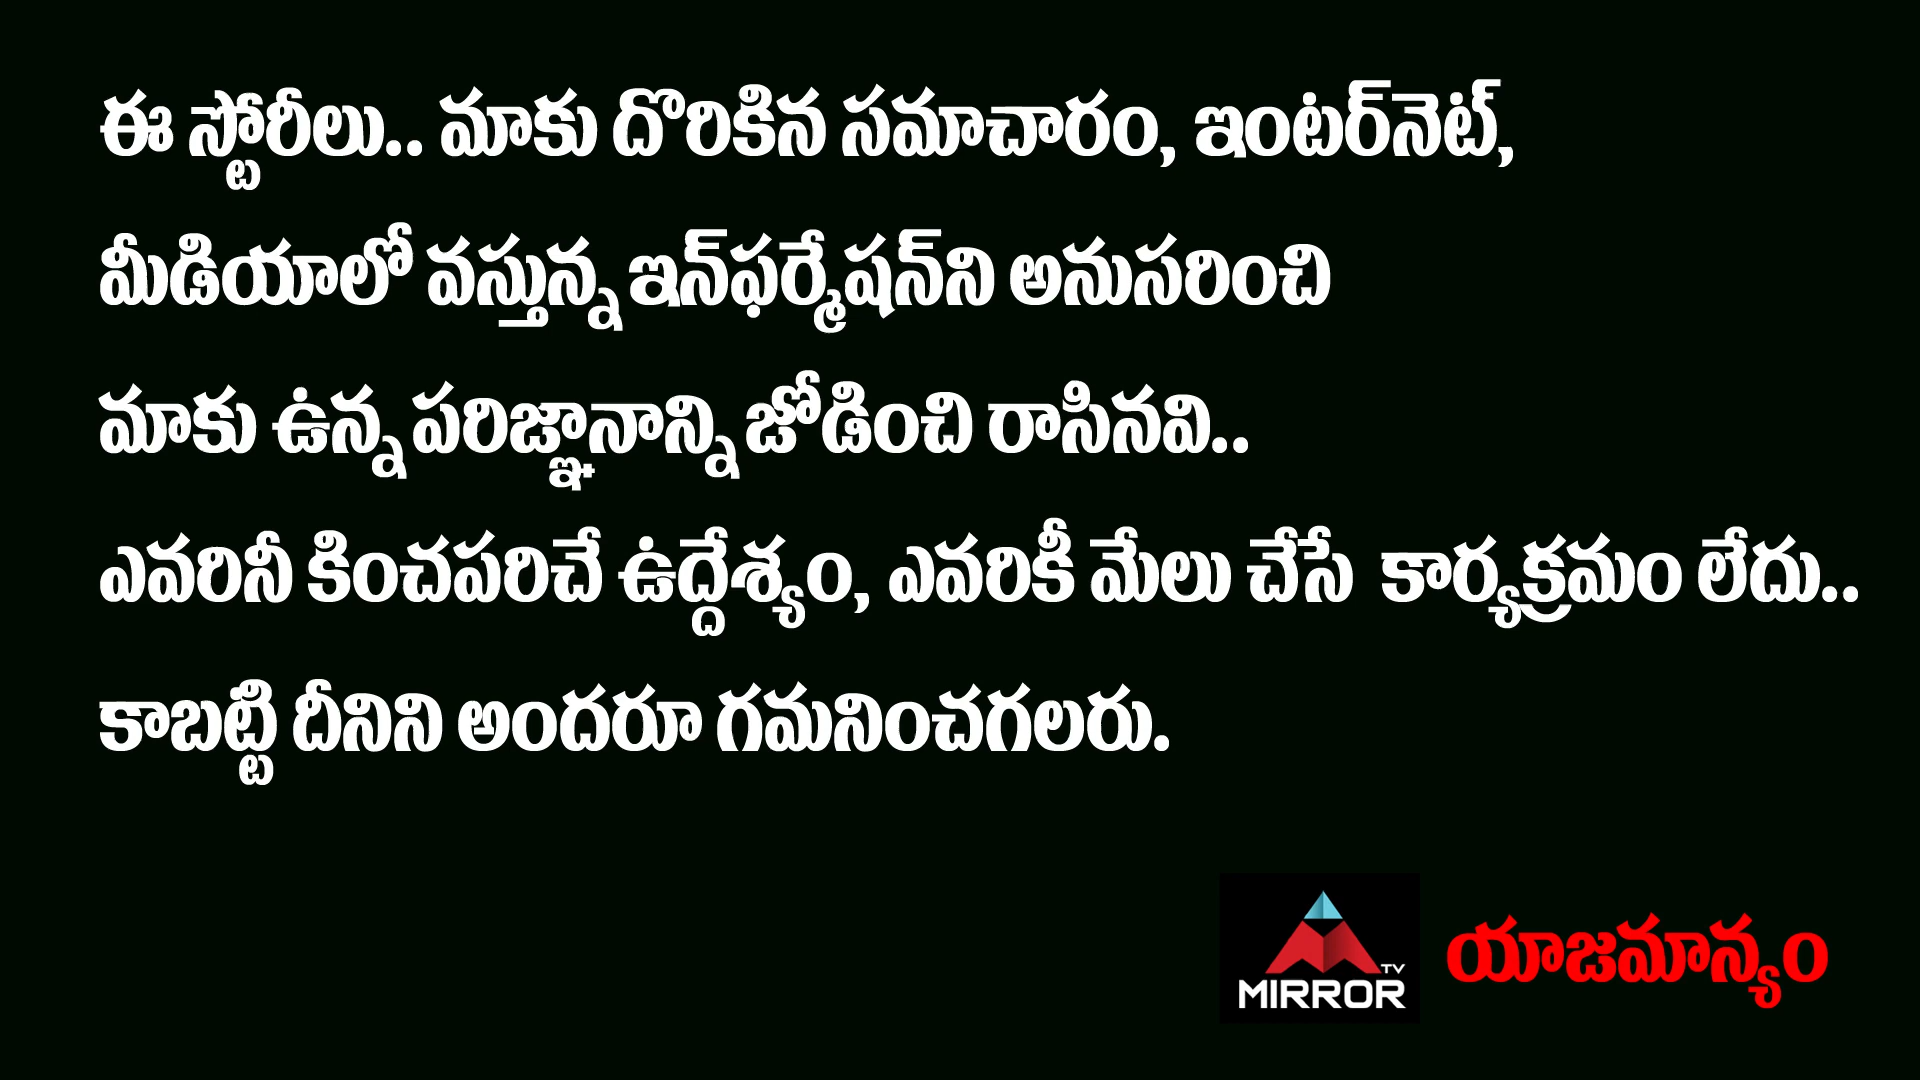 ఈ స్టోరీలు.. మాకు దొరికిన సమాచారం, ఇంటర్‌నెట్,
మీడియాలో వస్తున్న ఇన్‌ఫర్మేషన్‌ని అనుసరించి
మాకు ఉన్న పరిజ్ఞానాన్ని జోడించి రాసినవి..
ఎవరినీ కించపరిచే ఉద్దేశ్యం, ఎవరికీ మేలు చేసే కార్యక్రమం లేదు..
కాబట్టి దీనిని అందరూ గమనించగలరు.
TV
MIRROR
యాజమాన్యం